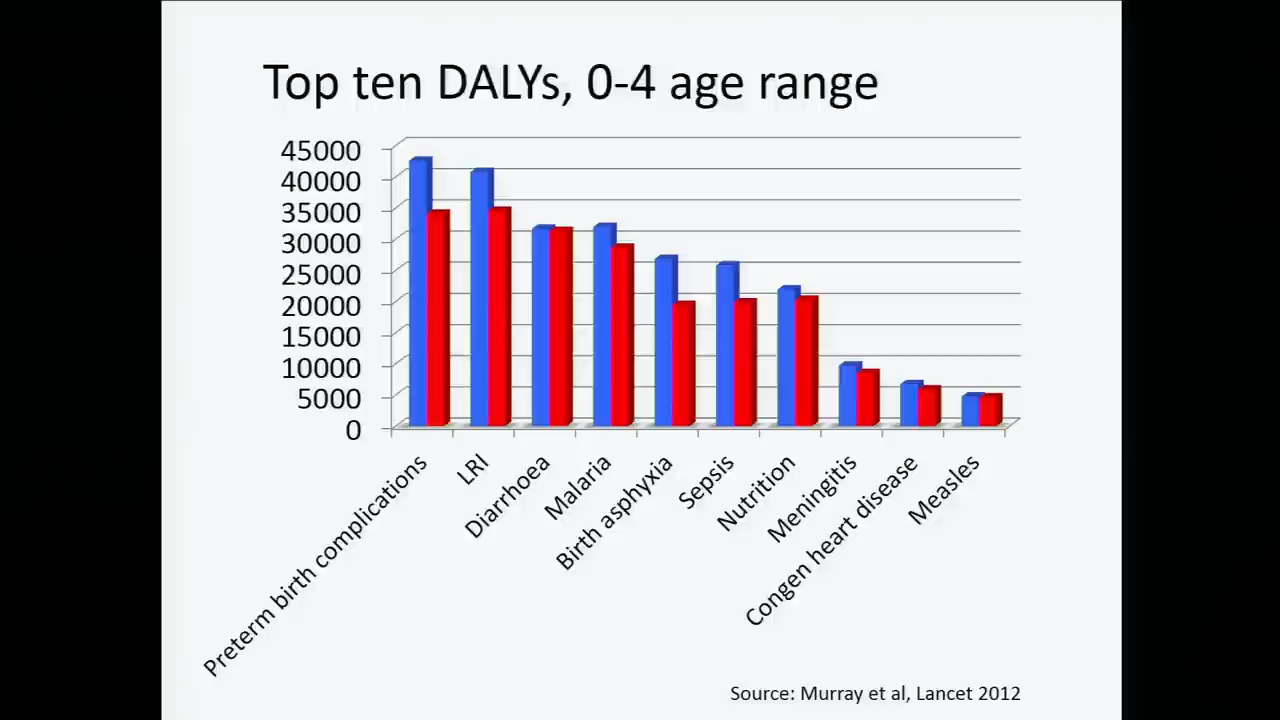 Top ten DALYs, 0-4 age range
45000
40000
35000
30000
25000
20000
15000
10000
5000
0
Preterm birth complications
LRI
Diarrhoea
Malaria
Birth asphyxia
Sepsis
Nutrition
Meningitis
Congen heart disease
Measles
Source: Murray et al, Lancet 2012